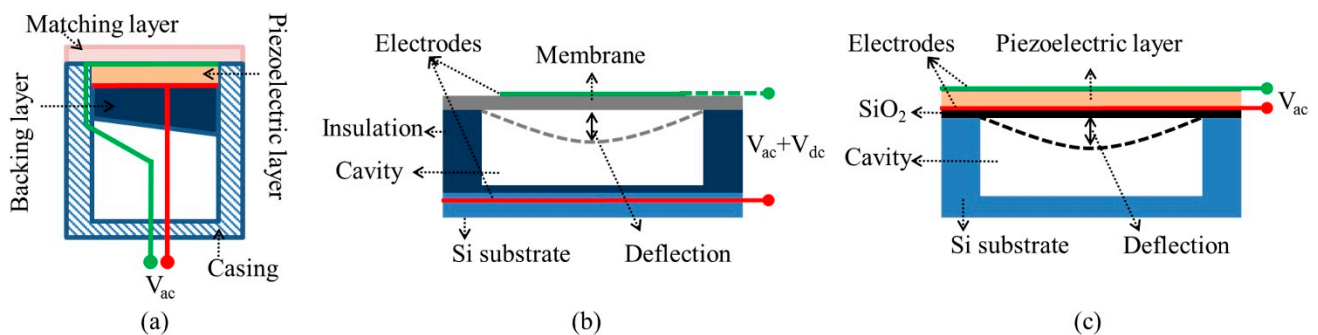 Matching layer
Backing layer
Piezoelectric layer
Casing
Vac
(a)
Electrodes
Membrane
Insulation
Cavity
Vac+Vdc
Si substrate
Deflection
(b)
Electrodes
Piezoelectric layer
SiO2
Vac
Cavity
Si substrate
Deflection
(c)